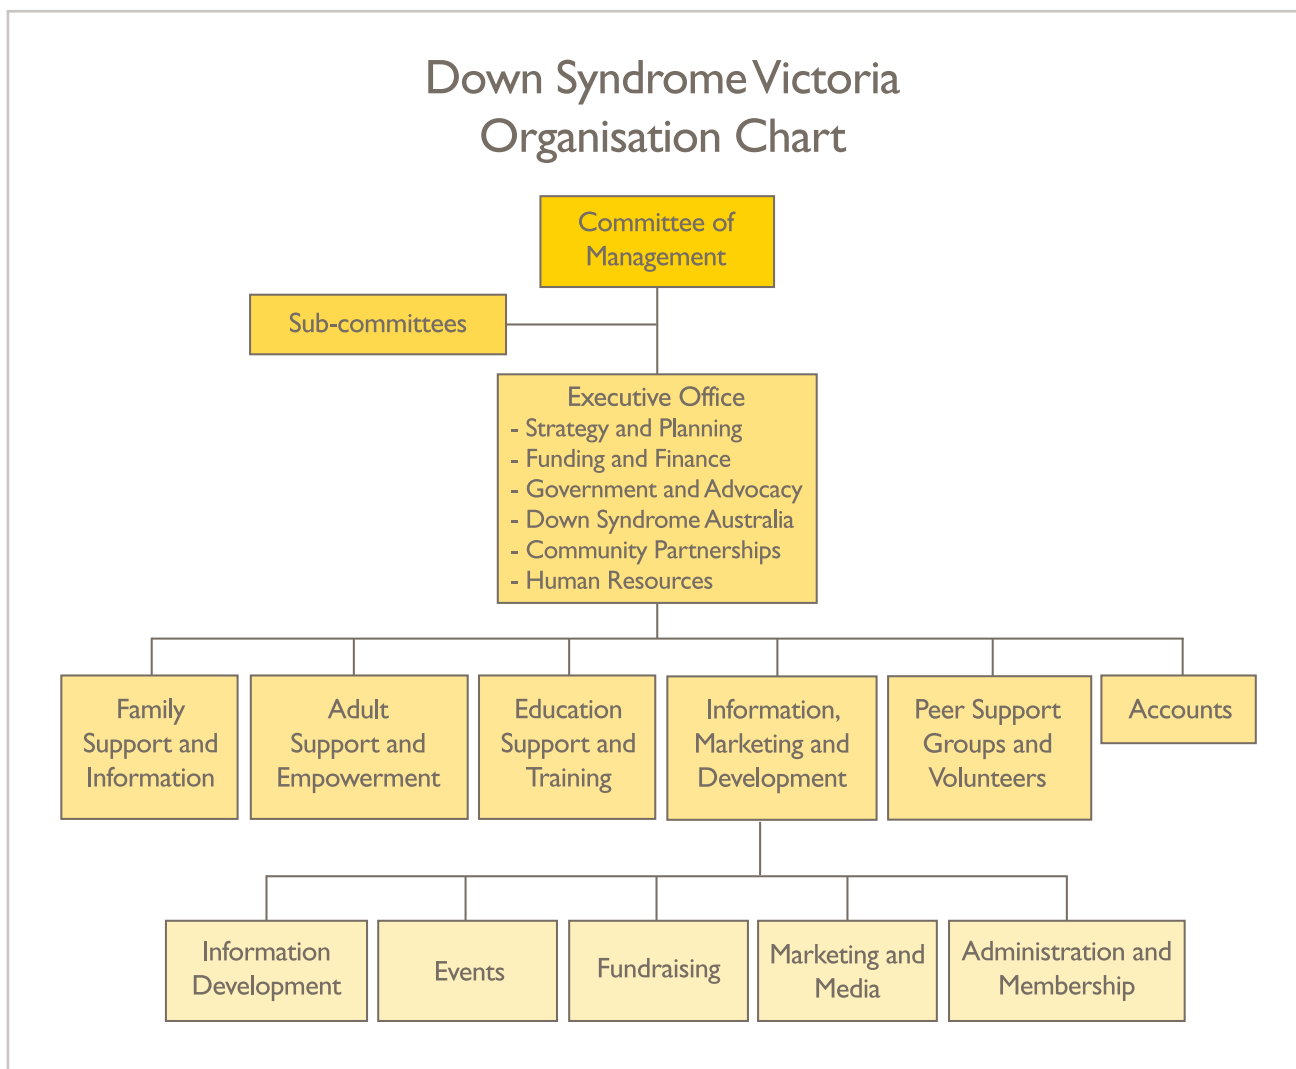 Down Syndrome Victoria
Organisation Chart
Committee of
Management
Sub-committees
Executive Office
- Strategy and Planning
- Funding and Finance
- Government and Advocacy
- Down Syndrome Australia
- Community Partnerships
- Human Resources
Family
Support and
Information
Adult
Support and
Empowerment
Education
Support and
Training
Information,
Marketing and
Development
Peer Support
Groups and
Volunteers
Accounts
Information
Development
Events
Fundraising
Marketing and
Media
Administration and
Membership